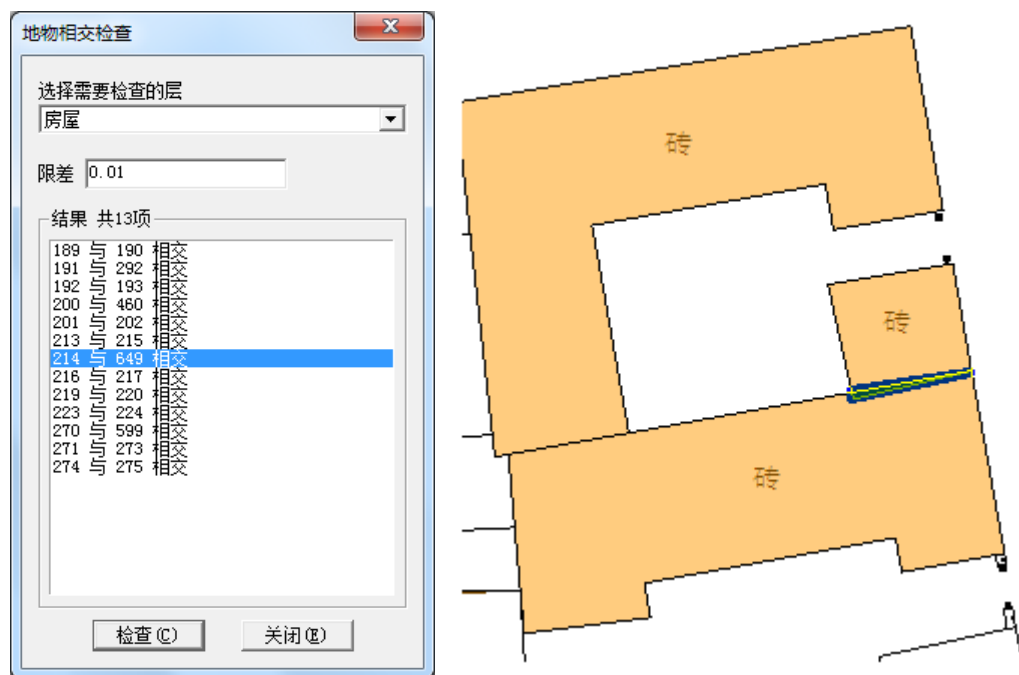 地物相交检查
选择需要检查的层
房屋
限差 0.01
结果 共13项
189 与 190 相交
191 与 292 相交
192 与 193 相交
200 与 460 相交
201 与 202 相交
213 与 215 相交
214 与 649 相交
216 与 217 相交
219 与 220 相交
223 与 224 相交
270 与 599 相交
271 与 273 相交
274 与 275 相交
检查(C) 关闭(E)
砖
砖
砖